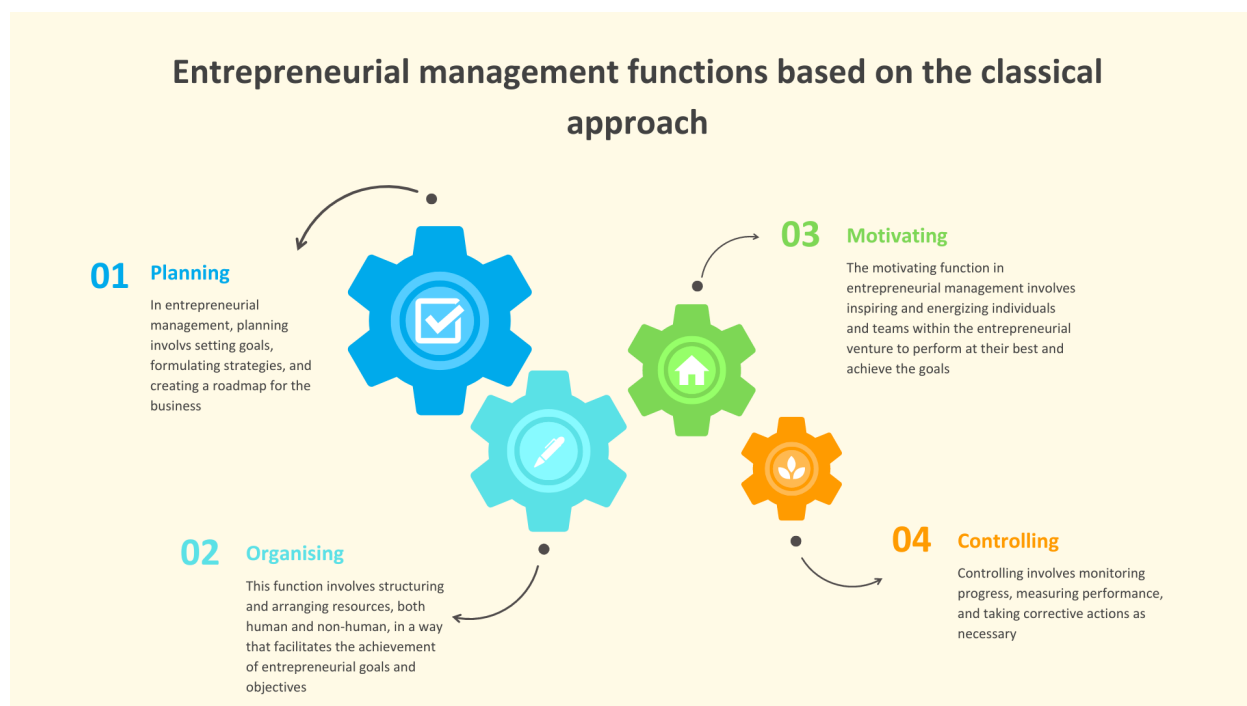 Entrepreneurial management functions based on the classical
approach
01
Planning
In entrepreneurial
management, planning
involvs setting goals,
formulating strategies, and
creating a roadmap for the
business
02
Organising
This function involves structuring
and arranging resources, both
human and non-human, in a way
that facilitates the achievement
of entrepreneurial goals and
objectives
03
Motivating
The motivating function in
entrepreneurial management involves
inspiring and energizing individuals
and teams within the entrepreneurial
venture to perform at their best and
achieve the goals
04
Controlling
Controlling involves monitoring
progress, measuring performance,
and taking corrective actions as
necessary